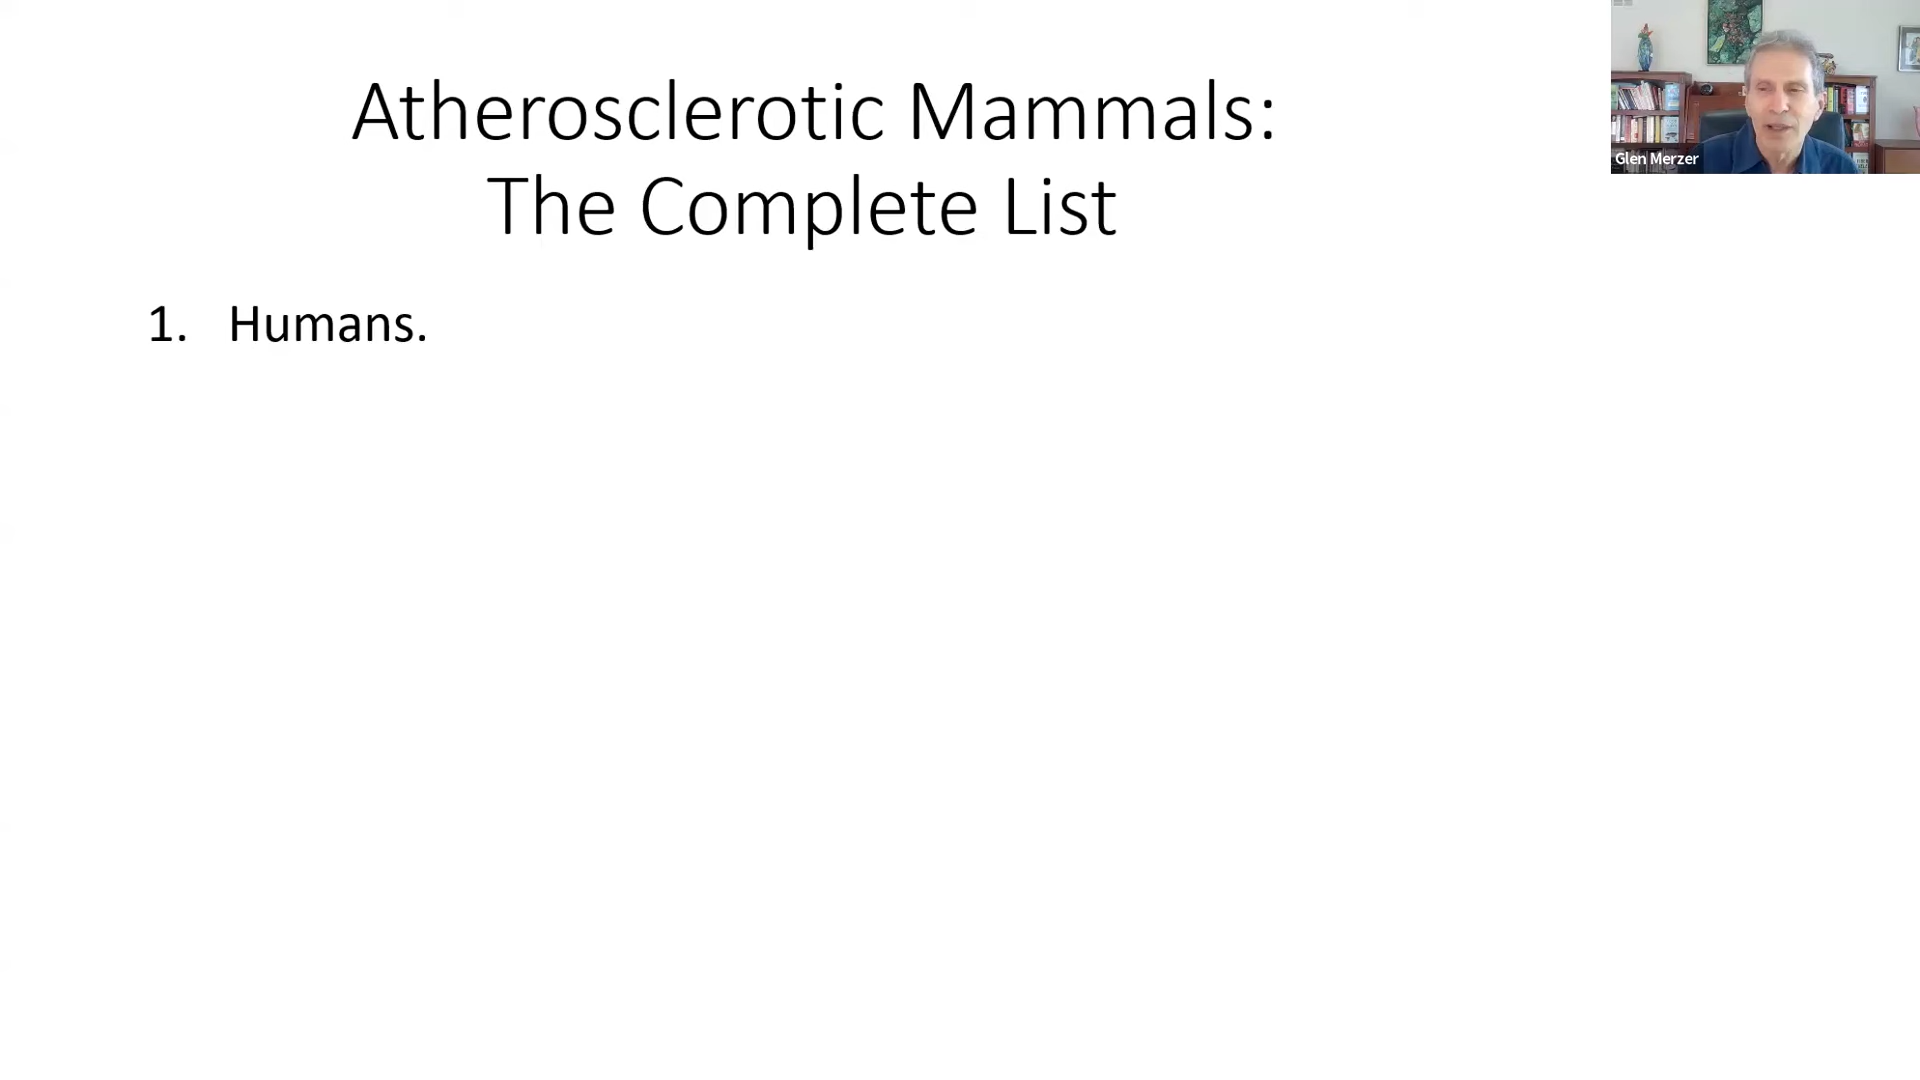 Atherosclerotic Mammals:
The Complete List
1. Humans.
Glen Merzer